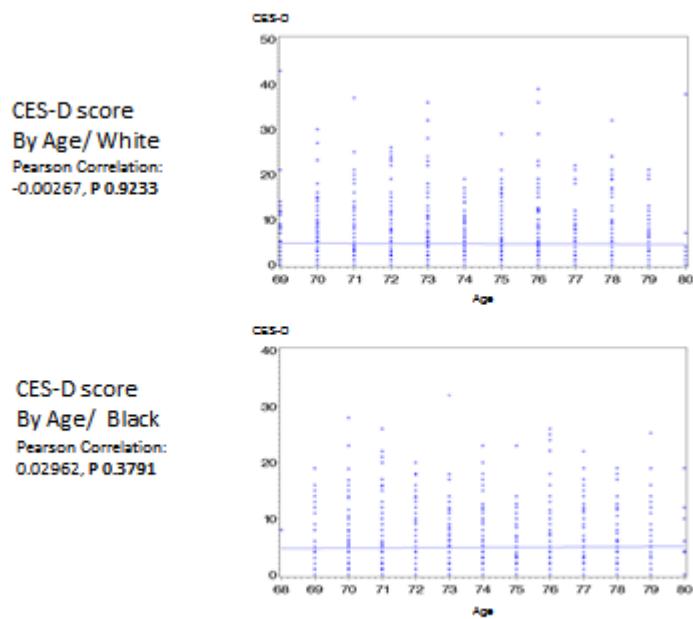 CES-D
50
40
30
20
10
0
69 70 71 72 73 74 75 76 77 78 79 80
Age
CES-D score
By Age/ White
Pearson Correlation:
-0.00267, P 0.9233
CES-D
40
30
20
10
0
68 69 70 71 72 73 74 75 76 77 78 79 80
Age
CES-D score
By Age/ Black
Pearson Correlation:
0.02962, P 0.3791